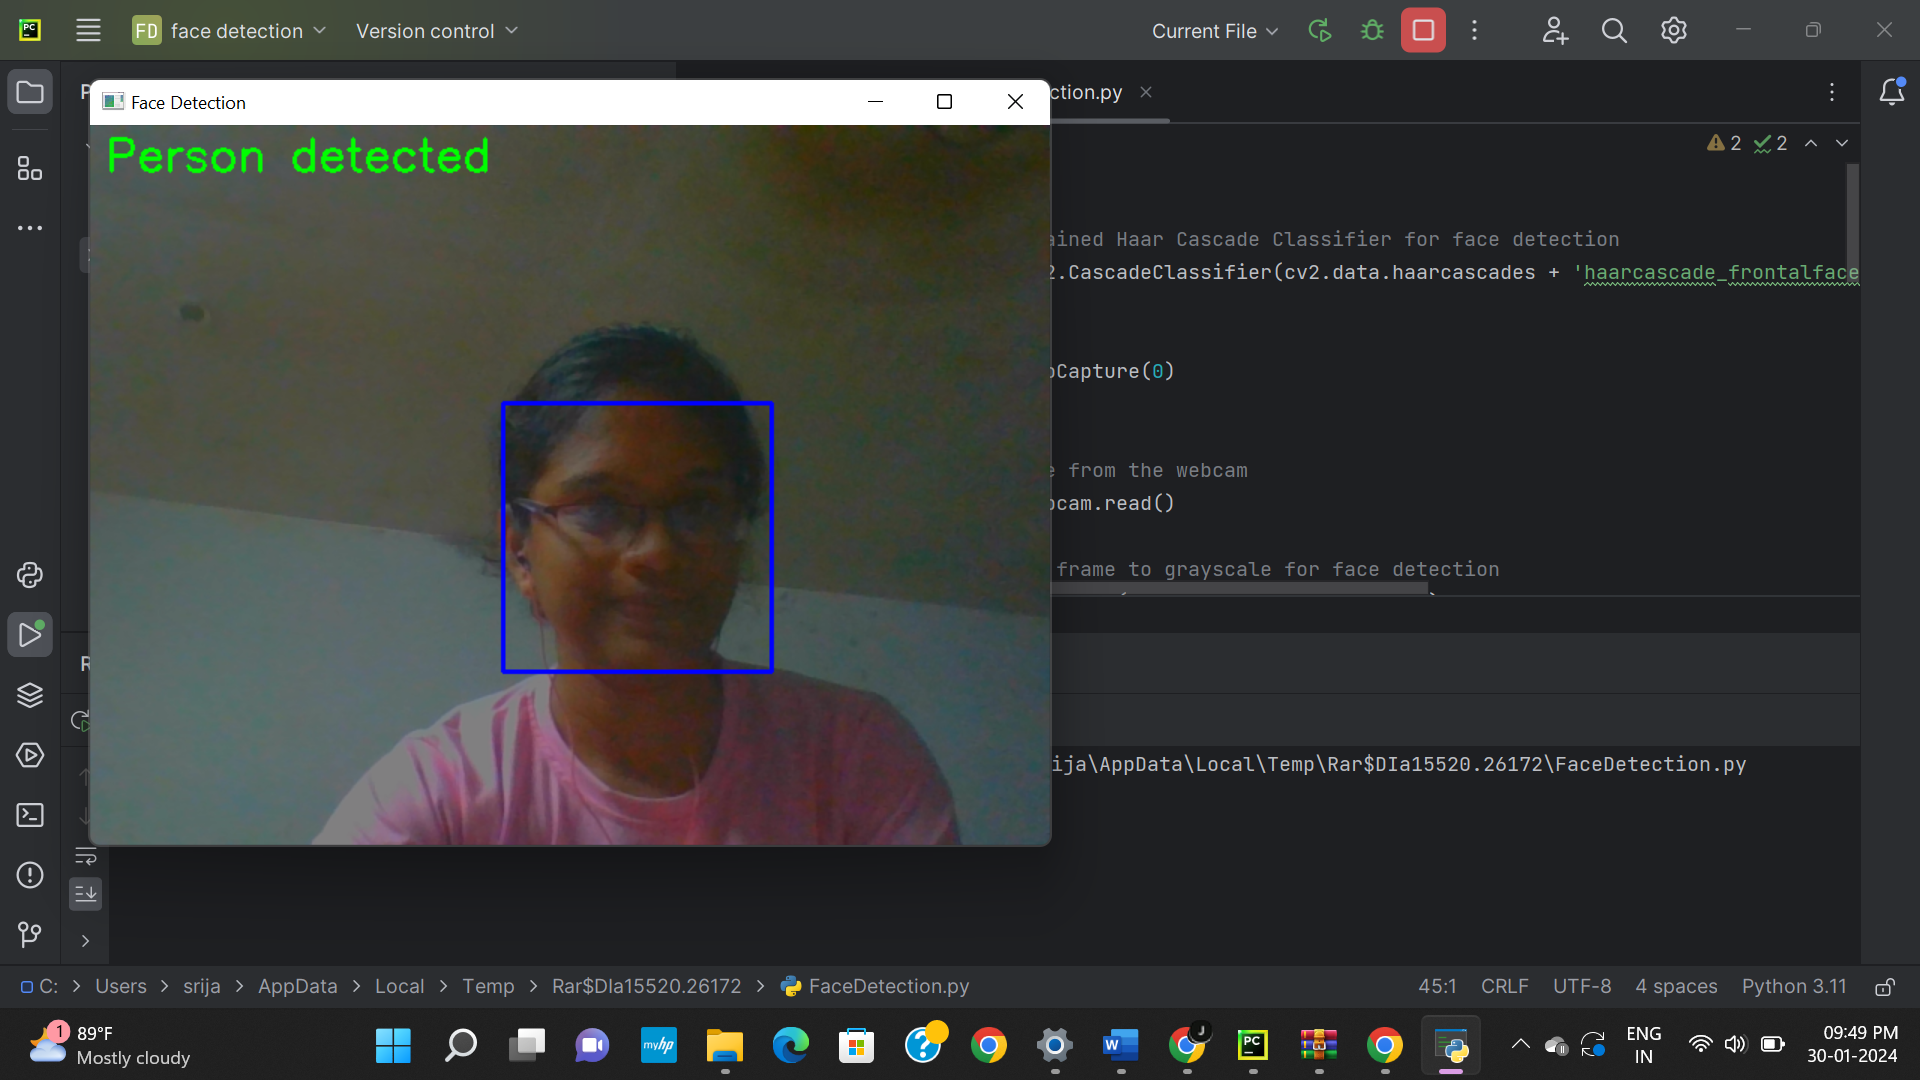 PC
FD face detection
Version control
Current File
Face Detection
ction.py
Person detected
2 2
ained Haar Cascade Classifier for face detection
2.CascadeClassifier(cv2.data.haarcascades + 'haarcascade_frontalface
Capture(0)
e from the webcam
cam.read()
frame to grayscale for face detection
ija\AppData\Local\Temp\Rar$DIa15520.26172\FaceDetection.py
C: > Users > srija > AppData > Local > Temp > Rar$DIa15520.26172 > FaceDetection.py
45:1 CRLF UTF-8 4 spaces Python 3.11
1
89°F
Mostly cloudy
myhp
W
J
PC
ENG
IN
09:49 PM
30-01-2024